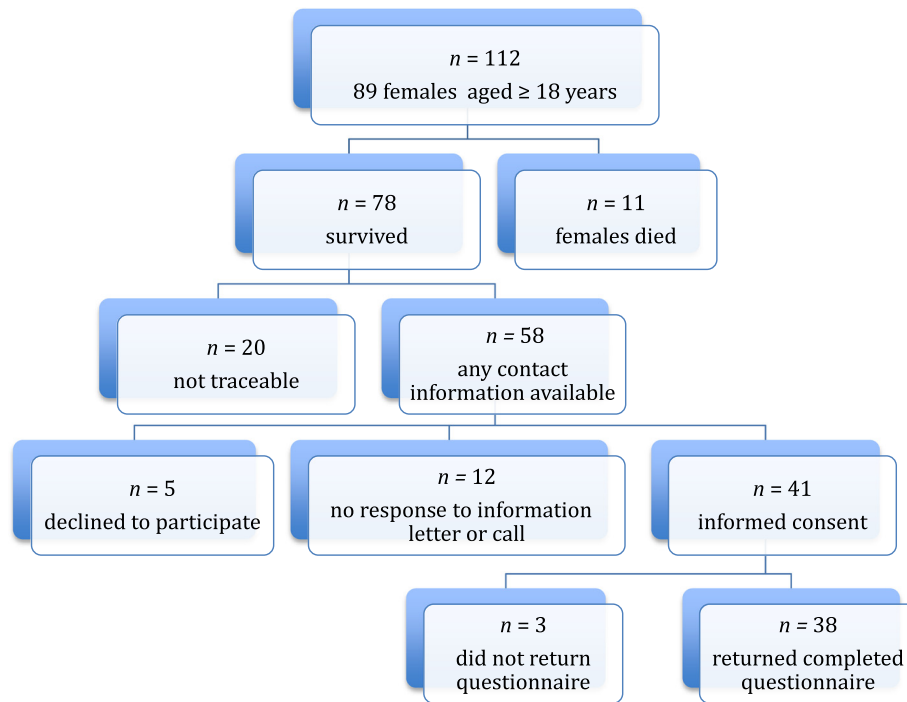 n = 112
89 females aged ≥ 18 years
n = 78
survived
n = 11
females died
n = 20
not traceable
n = 58
any contact
information available
n = 5
declined to participate
n = 12
no response to information
letter or call
n = 41
informed consent
n = 3
did not return
questionnaire
n = 38
returned completed
questionnaire